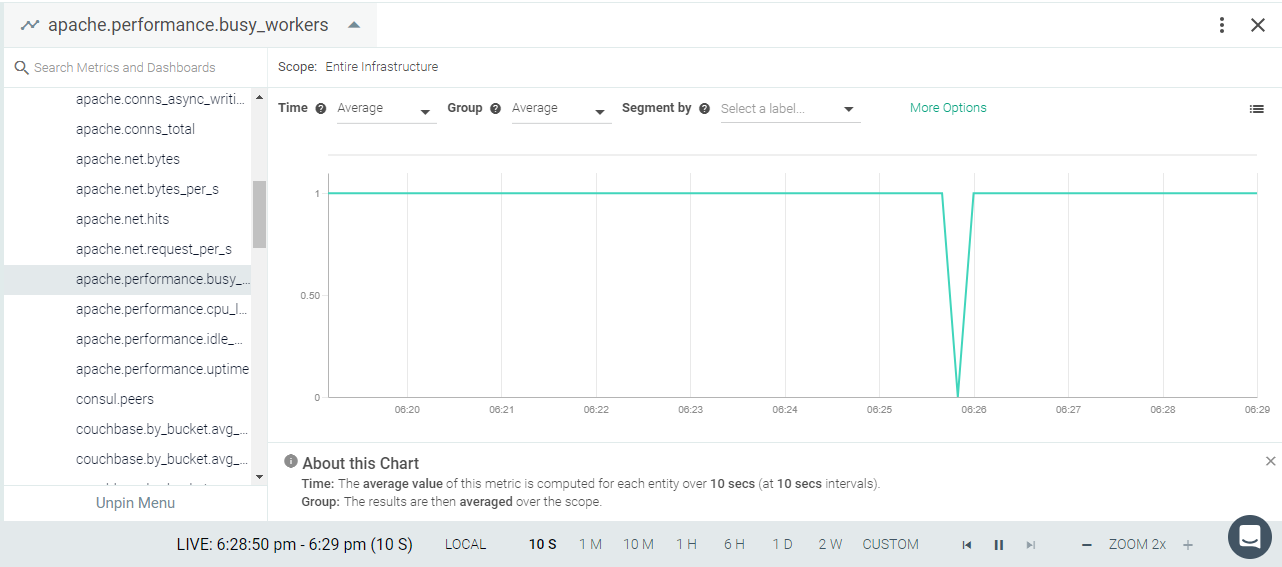 apache.performance.busy_workers
Search Metrics and Dashboards
Scope: Entire Infrastructure
apache.conns_async_writi...
apache.conns_total
apache.net.bytes
apache.net.bytes_per_s
apache.net.hits
apache.net.request_per_s
apache.performance.busy_...
apache.performance.cpu_l...
apache.performance.idle_...
apache.performance.uptime
consul.peers
couchbase.by_bucket.avg_...
couchbase.by_bucket.avg_...
Unpin Menu
Time ? Average Group ? Average Segment by ? Select a label... More Options
1
0.50
0
06:20 06:21 06:22 06:23 06:24 06:25 06:26 06:27 06:28 06:29
About this Chart
Time: The average value of this metric is computed for each entity over 10 secs (at 10 secs intervals).
Group: The results are then averaged over the scope.
LIVE: 6:28:50 pm - 6:29 pm (10 S) LOCAL 10 S 1 M 10 M 1 H 6 H 1 D 2 W CUSTOM ZOOM 2x